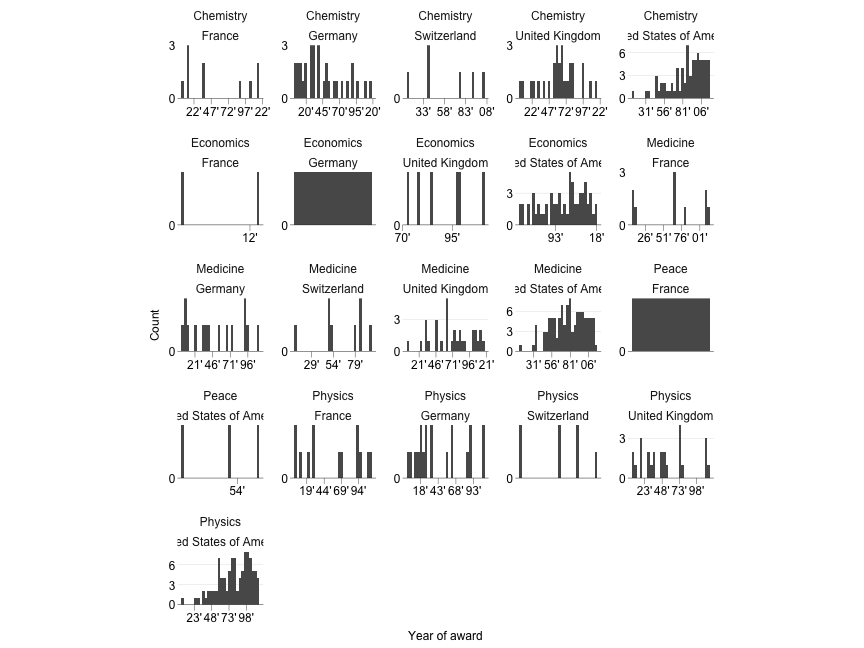 Chemistry Chemistry Chemistry Chemistry Chemistry
France Germany Switzerland United Kingdom ed States of Ame
3 3 3 6
3
0 0 0 0 0
22' 47' 72' 97' 22' 20' 45' 70' 95' 20' 33' 58' 83' 08' 22' 47' 72' 97' 22' 31' 56' 81' 06'
Economics Economics Economics Economics Medicine
France Germany United Kingdom ed States of Ame France
3 3
0 0 0 0 0
12' 70' 95' 93' 18' 26' 51' 76' 01'
Medicine Medicine Medicine Medicine Peace
Germany Switzerland United Kingdom ed States of Ame France
3 6
3
0 0 0 0 0
21' 46' 71' 96' 29' 54' 79' 21' 46' 71' 96' 21' 31' 56' 81' 06'
Count
Peace Physics Physics Physics Physics
ed States of Ame France Germany Switzerland United Kingdom
3
0 0 0 0 0
54' 19' 44' 69' 94' 18' 43' 68' 93' 23' 48' 73' 98'
Physics
ed States of Ame
6
3
0
23' 48' 73' 98'
Year of award